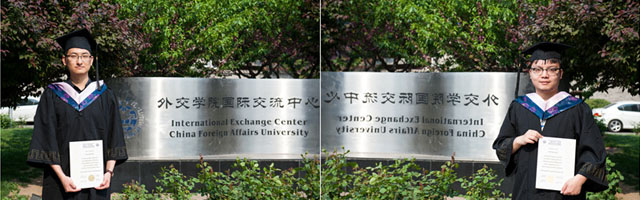 外交学院国际交流中心
International Exchange Center
China Foreign Affairs University
外交学院国际交流中心
International Exchange Center
China Foreign Affairs University